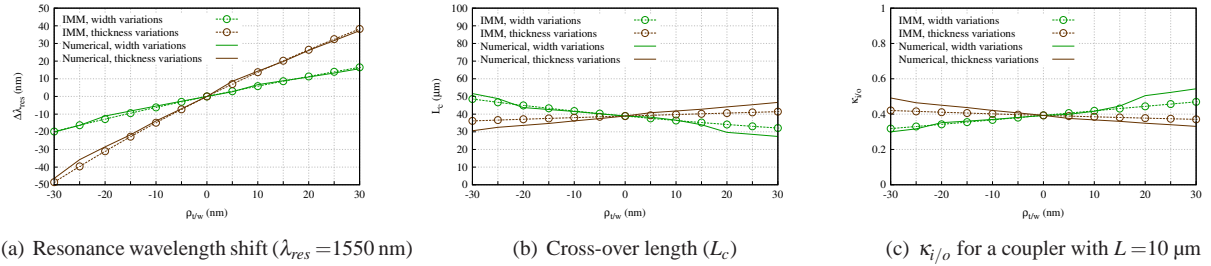 IMM, width variations
IMM, thickness variations
Numerical, width variations
Numerical, thickness variations
50
40
30
20
10
0
-10
-20
-30
-40
-50
Δλres (nm)
-30 -20 -10 0 10 20 30
ρt/w (nm)
(a) Resonance wavelength shift (λres =1550 nm)
IMM, width variations
IMM, thickness variations
Numerical, width variations
Numerical, thickness variations
100
90
80
70
60
50
40
30
20
10
0
Lc (μm)
-30 -20 -10 0 10 20 30
ρt/w (nm)
(b) Cross-over length (Lc)
IMM, width variations
IMM, thickness variations
Numerical, width variations
Numerical, thickness variations
1
0.8
0.6
0.4
0.2
0
κi/o
-30 -20 -10 0 10 20 30
ρt/w (nm)
(c) κi/o for a coupler with L=10 μm